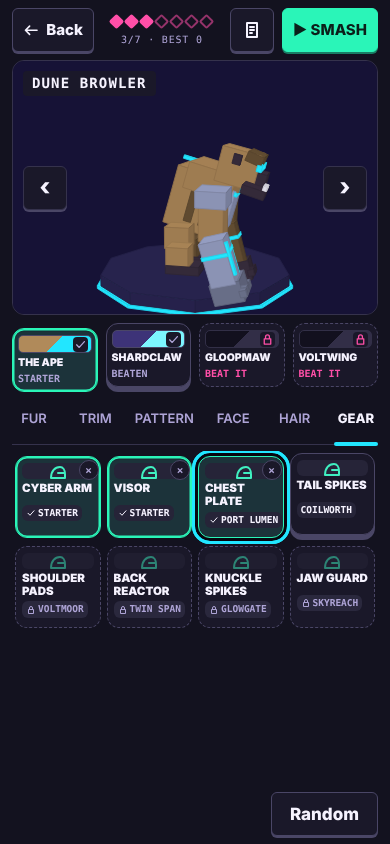 Back
3/7 · BEST 0
SMASH
DUNE BROWLER
THE APE
STARTER
SHARDCLAW
BEATEN
GLOOPMAW
BEAT IT
VOLTWING
BEAT IT
FUR
TRIM
PATTERN
FACE
HAIR
GEAR
CYBER ARM
STARTER
VISOR
STARTER
CHEST
PLATE
PORT LUMEN
TAIL SPIKES
COILWORTH
SHOULDER
PADS
VOLTMOOR
BACK
REACTOR
TWIN SPAN
KNUCKLE
SPIKES
GLOWGATE
JAW GUARD
SKYREACH
Random